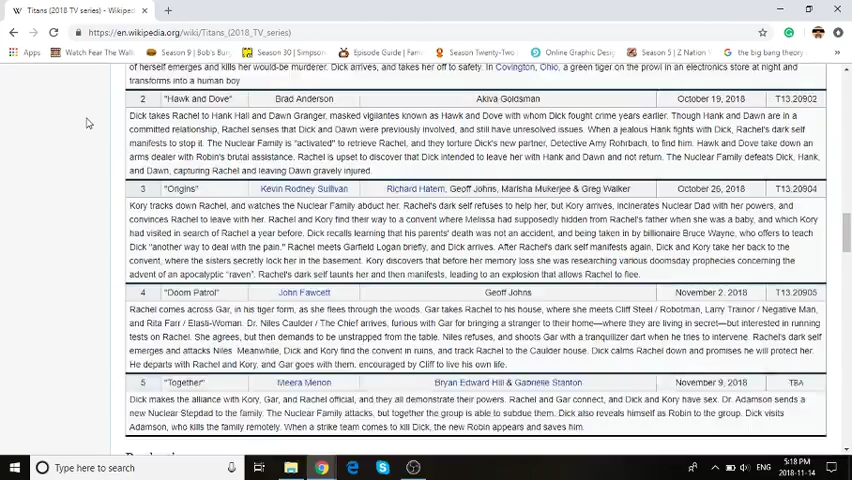 Titans (2018 TV series) - Wikiped
https://en.wikipedia.org/wiki/Titans_(2018_TV_series)
Apps Watch Fear The Walk Season 9 | Bob's Burg Season 30 | Simpson Episode Guide | Fam Season Twenty-Two Online Graphic Desig Season 5 | Z Nation the big bang theory
of herself emerges and kills her would-be murderer. Dick arrives, and takes her off to safety. In Covington, Ohio, a green tiger on the prowl in an electronics store at night and
transforms into a human boy
2 "Hawk and Dove" Brad Anderson Akiva Goldsman October 19, 2018 T13.20902
Dick takes Rachel to Hank Hall and Dawn Granger, masked vigilantes known as Hawk and Dove with whom Dick fought crime years earlier. Though Hank and Dawn are in a
committed relationship, Rachel senses that Dick and Dawn were previously involved, and still have unresolved issues. When a jealous Hank fights with Dick, Rachel's dark self
manifests to stop it. The Nuclear Family is "activated" to retrieve Rachel, and they torture Dick's new partner, Detective Amy Rohrbach, to find him. Hawk and Dove take down an
arms dealer with Robin's brutal assistance. Rachel is upset to discover that Dick intended to leave her with Hank and Dawn and not return. The Nuclear Family defeats Dick, Hank,
and Dawn, capturing Rachel and leaving Dawn gravely injured.
3 "Origins" Kevin Rodney Sullivan Richard Hatem, Geoff Johns, Marisha Mukerjee & Greg Walker October 26, 2018 T13.20904
Kory tracks down Rachel, and watches the Nuclear Family abduct her. Rachel's dark self refuses to help her, but Kory arrives, incinerates Nuclear Dad with her powers, and
convinces Rachel to leave with her. Rachel and Kory find their way to a convent where Melissa had supposedly hidden from Rachel's father when she was a baby, and which Kory
had visited in search of Rachel a year before. Dick recalls learning that his parents' death was not an accident, and being taken in by billionaire Bruce Wayne, who offers to teach
Dick "another way to deal with the pain." Rachel meets Garfield Logan briefly, and Dick arrives. After Rachel's dark self manifests again, Dick and Kory take her back to the
convent, where the sisters secretly lock her in the basement. Kory discovers that before her memory loss she was researching various doomsday prophecies concerning the
advent of an apocalyptic "raven". Rachel's dark self taunts her and then manifests, leading to an explosion that allows Rachel to flee.
4 "Doom Patrol" John Fawcett Geoff Johns November 2, 2018 T13.20905
Rachel comes across Gar, in his tiger form, as she flees through the woods. Gar takes Rachel to his house, where she meets Cliff Steel / Robotman, Larry Trainor / Negative Man,
and Rita Farr / Elasti-Woman. Dr. Niles Caulder / The Chief arrives, furious with Gar for bringing a stranger to their home—where they are living in secret—but interested in running
tests on Rachel. She agrees, but then demands to be unstrapped from the table. Niles refuses, and shoots Gar with a tranquilizer dart when he tries to intervene. Rachel's dark self
emerges and attacks Niles. Meanwhile, Dick and Kory find the convent in ruins, and track Rachel to the Caulder house. Dick calms Rachel down and promises he will protect her.
He departs with Rachel and Kory, and Gar goes with them, encouraged by Cliff to live his own life.
5 "Together" Meera Menon Bryan Edward Hill & Gabrielle Stanton November 9, 2018 TBA
Dick makes the alliance with Kory, Gar, and Rachel official, and they all demonstrate their powers. Rachel and Gar connect, and Dick and Kory have sex. Dr. Adamson sends a
new Nuclear Stepdad to the family. The Nuclear Family attacks, but together the group is able to subdue them. Dick also reveals himself as Robin to the group. Dick visits
Adamson, who kills the family remotely. When a strike team comes to kill Dick, the new Robin appears and saves him.
Type here to search
ENG
5:18 PM
2018-11-14